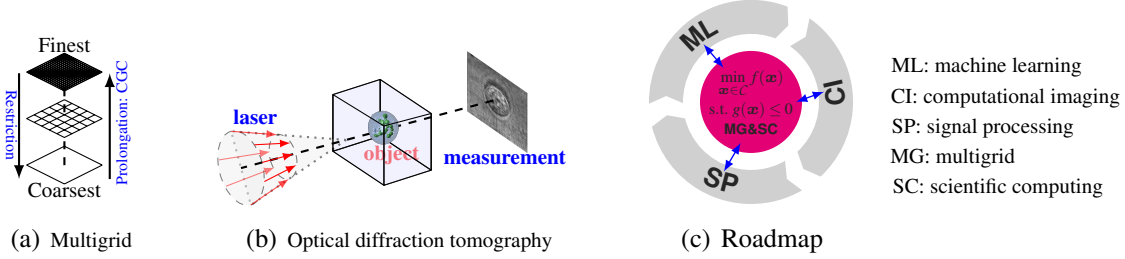 Finest
Restriction
Prolongation: CGC
Coarsest
(a) Multigrid
laser
object
measurement
(b) Optical diffraction tomography
ML
CI
SP
min f(x)
x∈C
s.t. g(x) ≤ 0
MG&SC
(c) Roadmap
ML: machine learning
CI: computational imaging
SP: signal processing
MG: multigrid
SC: scientific computing